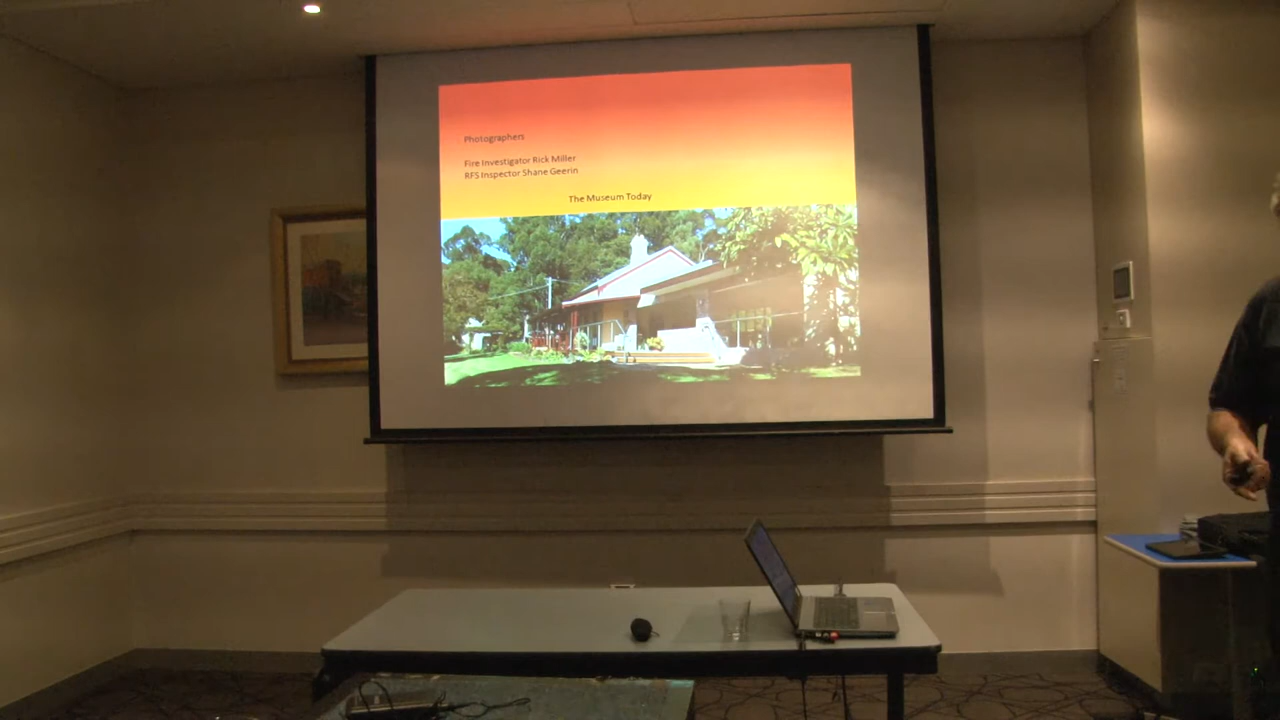 Photographers
Fire Investigator Rick Miller
RFS Inspector Shane Geerin
The Museum Today